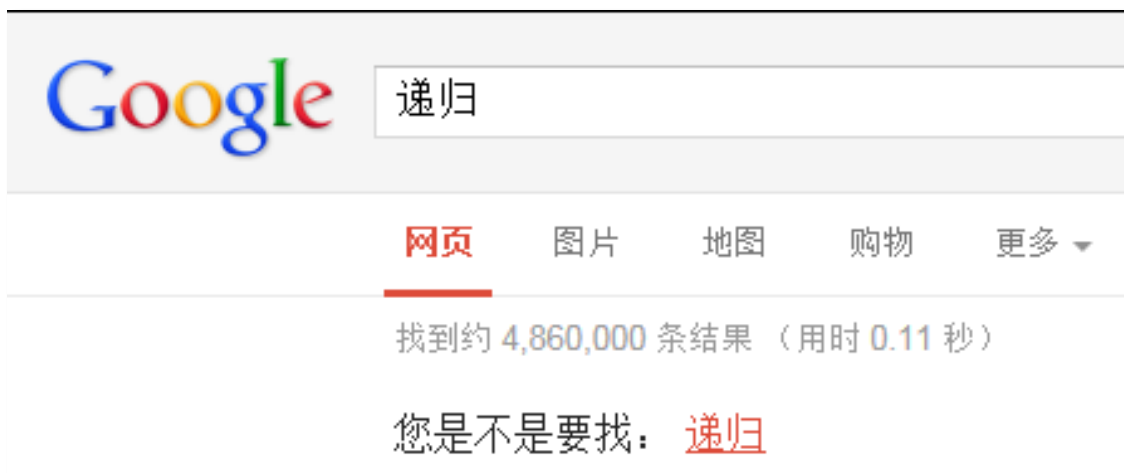 Google 递归
网页 图片 地图 购物 更多
找到约 4,860,000 条结果 （用时 0.11 秒）
您是不是要找： 递归